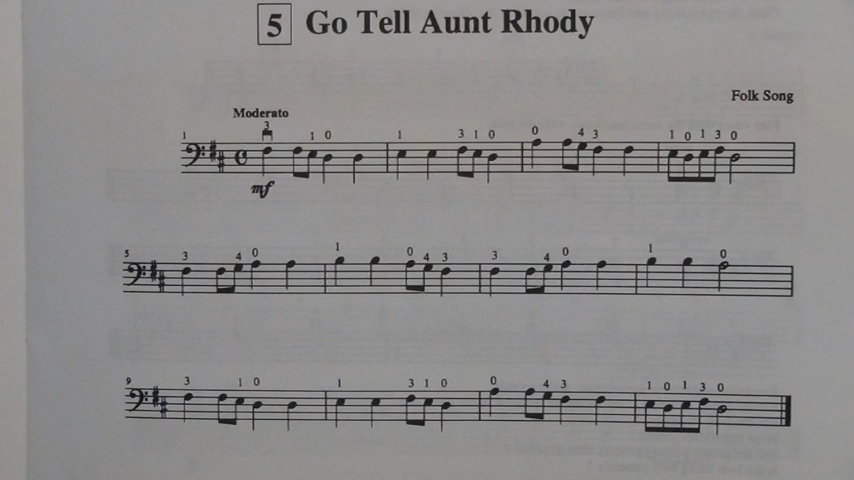 5 Go Tell Aunt Rhody
Folk Song
Moderato
3 1 0 1 3 1 0 0 4 3 1 0 1 3 0
1
mf
5 3 4 0 1 0 4 3 3 4 0 1 0
9 3 1 0 1 3 1 0 0 4 3 1 0 1 3 0